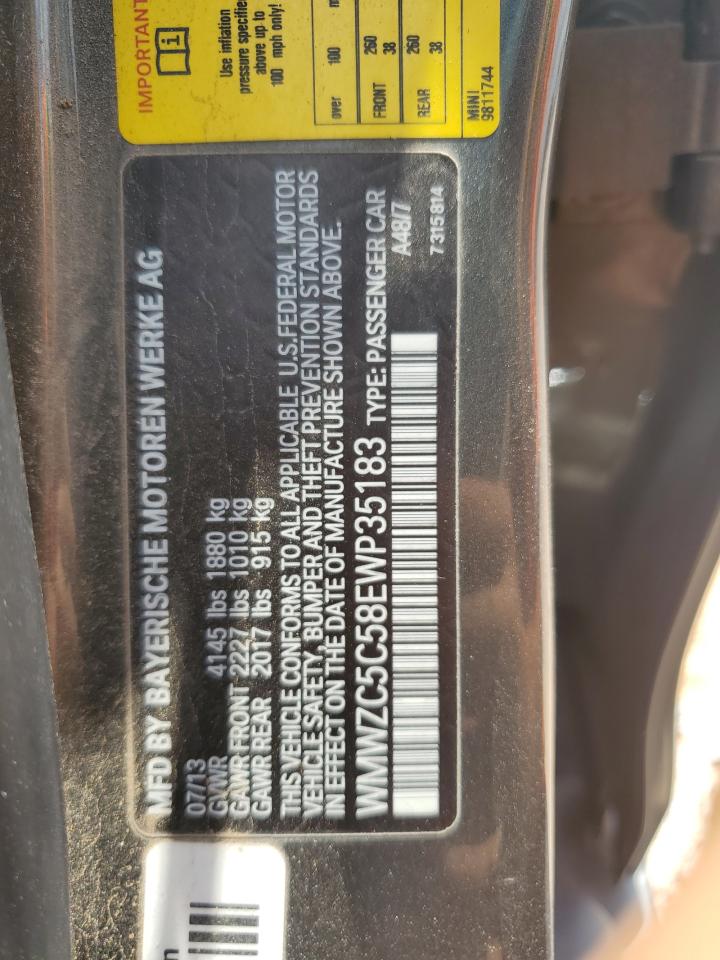 IMPORTANT
Use inflation
pressure specifie
above up to
100 mph only!
over 100 m
FRONT 260
38
REAR 260
38
MINI
9811744
MFD BY BAYERISCHE MOTOREN WERKE AG
07/13
GVWR 4145 lbs 1880 kg
GAWR FRONT 2227 lbs 1010 kg
GAWR REAR 2017 lbs 915 kg
THIS VEHICLE CONFORMS TO ALL APPLICABLE U.S.FEDERAL MOTOR
VEHICLE SAFETY, BUMPER AND THEFT PREVENTION STANDARDS
IN EFFECT ON THE DATE OF MANUFACTURE SHOWN ABOVE.
WMWZC5C58EWP35183 TYPE: PASSENGER CAR
A48/7
7315814